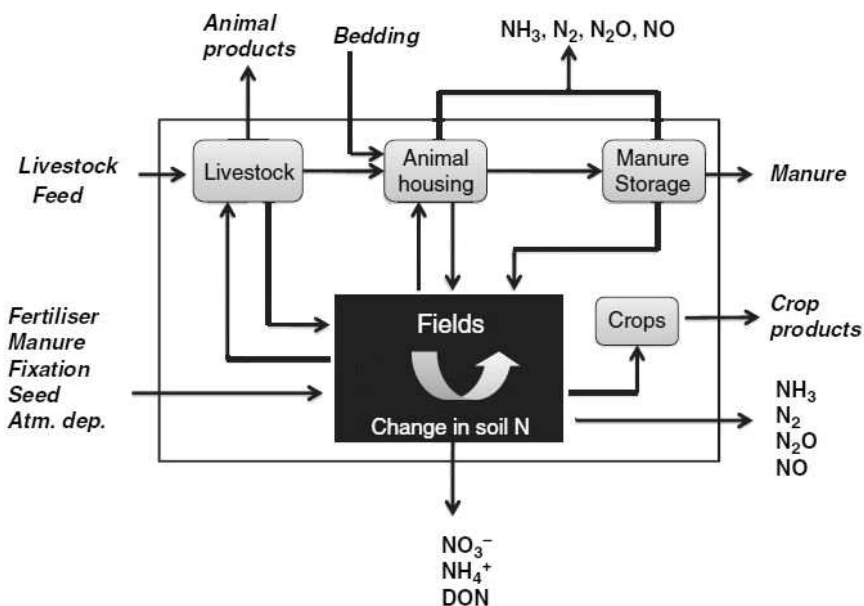 Animal
products
Bedding
NH₃, N₂, N₂O, NO
Livestock
Feed
Livestock
Animal
housing
Manure
Storage
Manure
Fertiliser
Manure
Fixation
Seed
Atm. dep.
Fields
Change in soil N
Crops
Crop
products
NH₃
N₂
N₂O
NO
NO₃⁻
NH₄⁺
DON